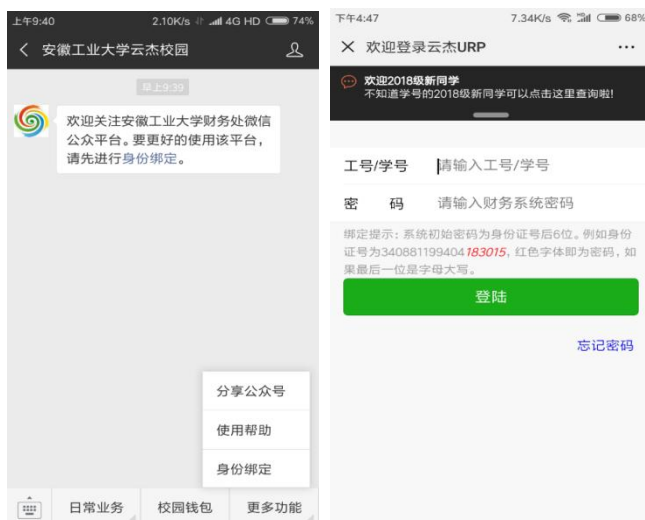 上午9:40
2.10K/s 4G HD 74%
安徽工业大学云杰校园
早上9:39
欢迎关注安徽工业大学财务处微信
公众平台。要更好的使用该平台，
请先进行身份绑定。
分享公众号
使用帮助
身份绑定
日常业务
校园钱包
更多功能
下午4:47
7.34K/s 68%
欢迎登录云杰URP
欢迎2018级新同学
不知道学号的2018级新同学可以点击这里查询啦!
工号/学号 请输入工号/学号
密 码 请输入财务系统密码
绑定提示：系统初始密码为身份证号后6位。例如身份
证号为340881199404183015，红色字体即为密码，如
果最后一位是字母大写。
登陆
忘记密码